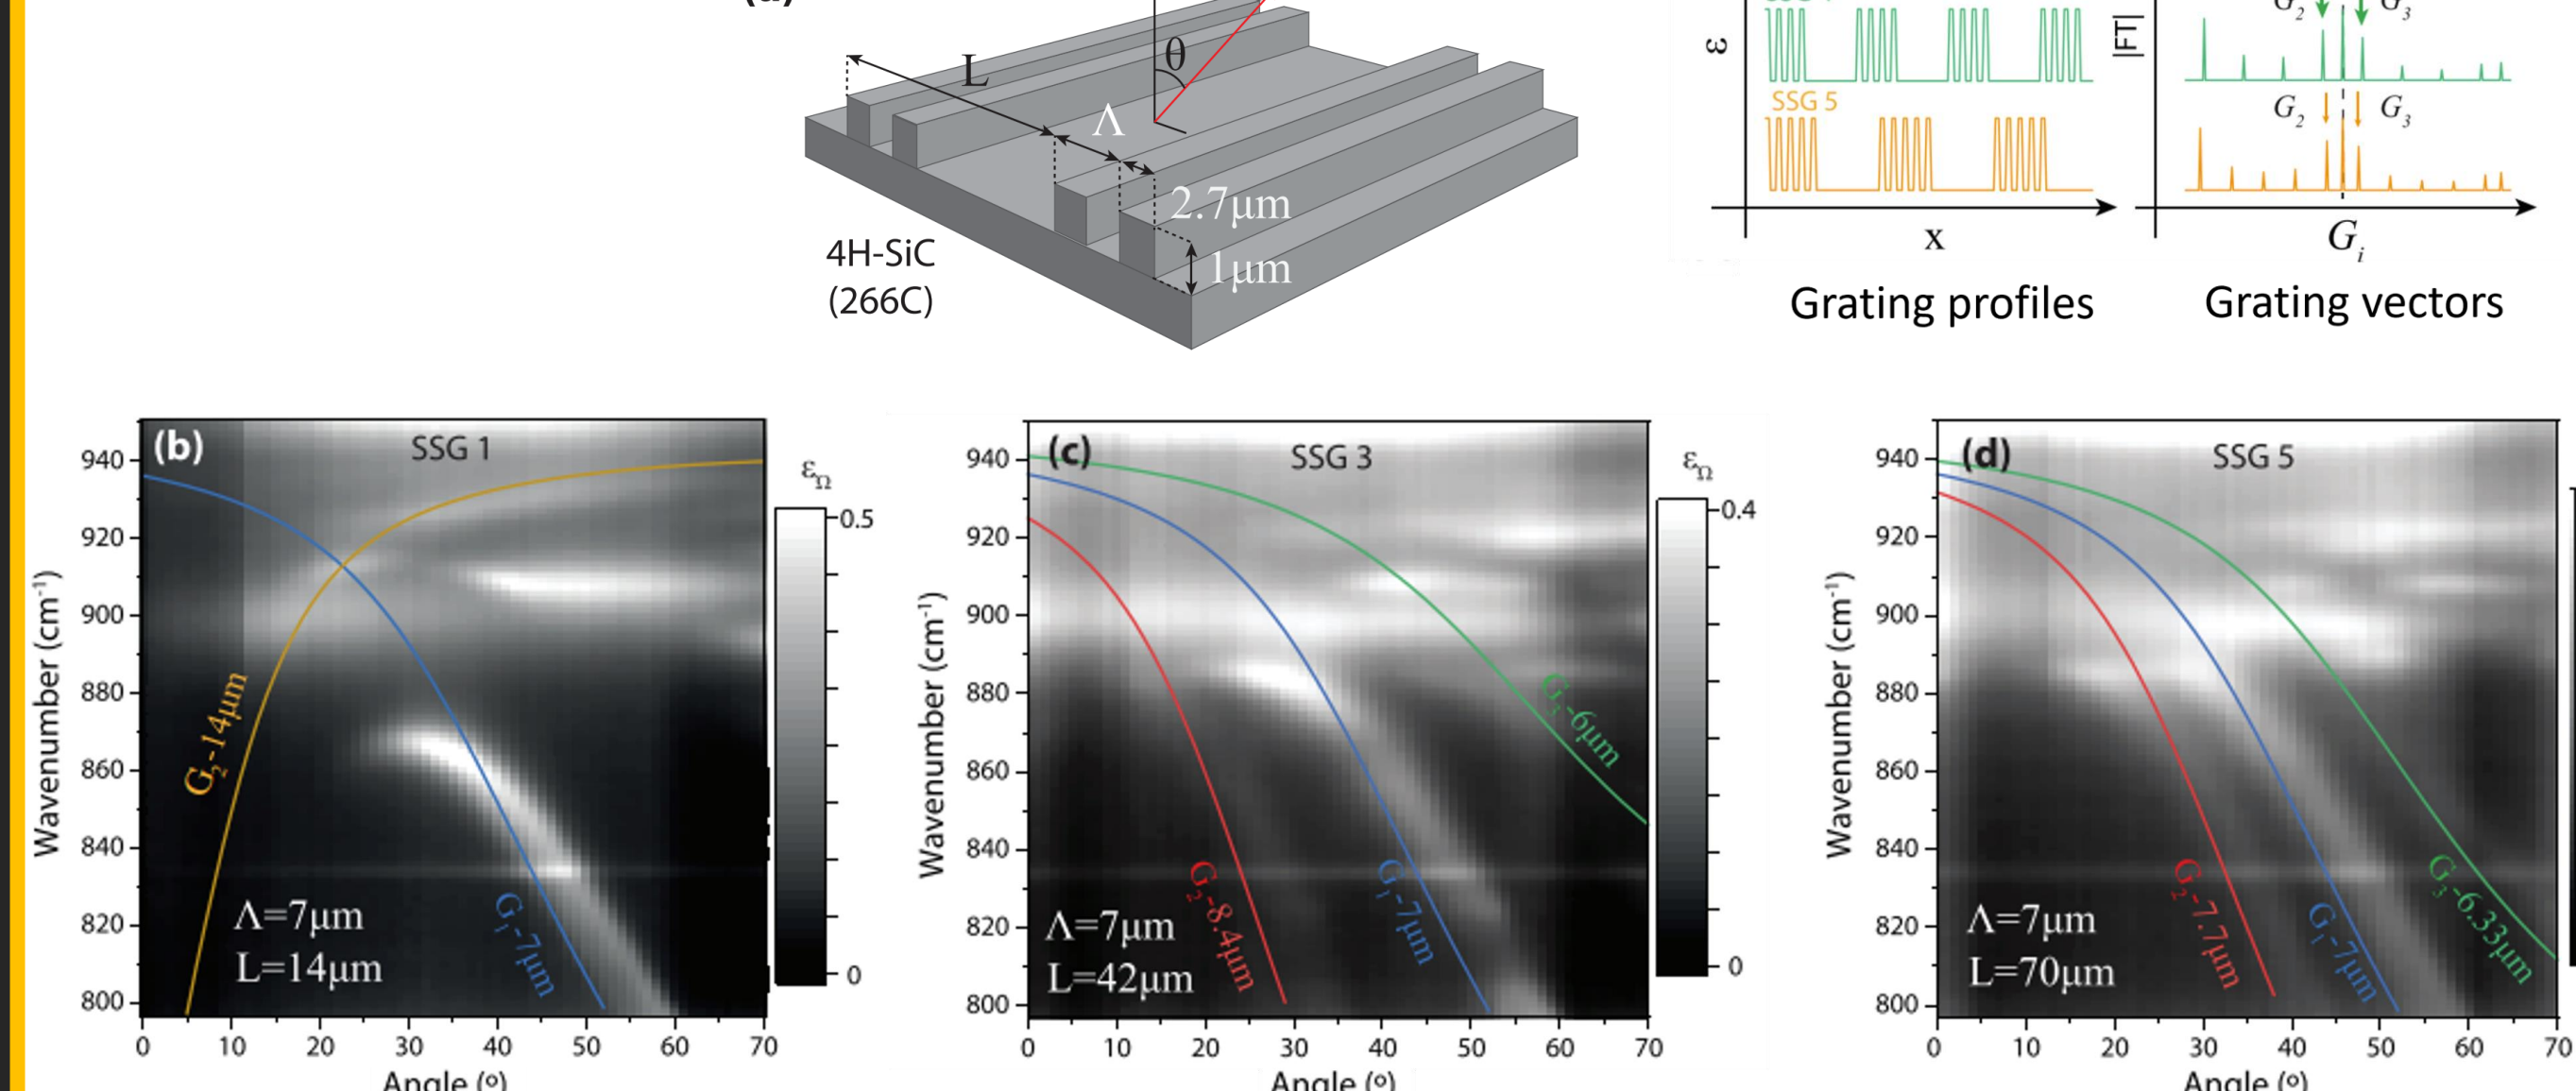 θ
L
Λ
2.7μm
1μm
4H-SiC
(266C)
ε
SSG 5
x
Grating profiles
|FT|
G2 G3
G2 G3
Gi
Grating vectors
(b) SSG 1
Wavenumber (cm-1)
940
920
900
880
860
840
820
800
G2-14μm
G1-7μm
Λ=7μm
L=14μm
0 10 20 30 40 50 60 70
Angle (º)
εΩ
0.5
0
(c) SSG 3
Wavenumber (cm-1)
940
920
900
880
860
840
820
800
G3-6μm
G2-8.4μm
G1-7μm
Λ=7μm
L=42μm
0 10 20 30 40 50 60 70
Angle (º)
εΩ
0.4
0
(d) SSG 5
Wavenumber (cm-1)
940
920
900
880
860
840
820
800
G2-7.7μm
G1-7μm
G3-6.33μm
Λ=7μm
L=70μm
0 10 20 30 40 50 60 70
Angle (º)